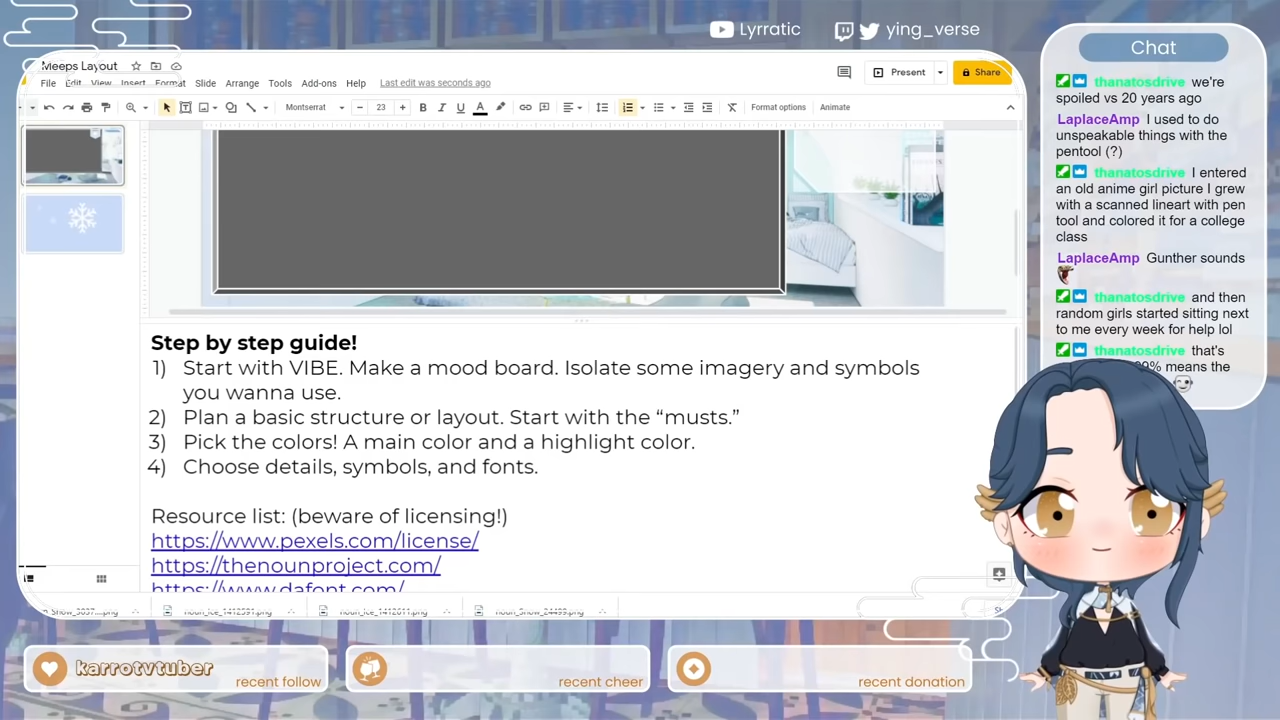 Lyrratic
ying_verse
Meeps Layout
File Edit View Insert Format Slide Arrange Tools Add-ons Help Last edit was seconds ago
Present
Share
Montserrat
23
Format options
Animate
Step by step guide!
1) Start with VIBE. Make a mood board. Isolate some imagery and symbols
you wanna use.
2) Plan a basic structure or layout. Start with the “musts.”
3) Pick the colors! A main color and a highlight color.
4) Choose details, symbols, and fonts.
Resource list: (beware of licensing!)
https://www.pexels.com/license/
https://thenounproject.com/
https://www.dafont.com/
Chat
thanatosdrive we're
spoiled vs 20 years ago
LaplaceAmp I used to do
unspeakable things with the
pentool (?)
thanatosdrive I entered
an old anime girl picture I grew
with a scanned lineart with pen
tool and colored it for a college
class
LaplaceAmp Gunther sounds
thanatosdrive and then
random girls started sitting next
to me every week for help lol
thanatosdrive that's
means the
karrotvtuber
recent follow
recent cheer
recent donation